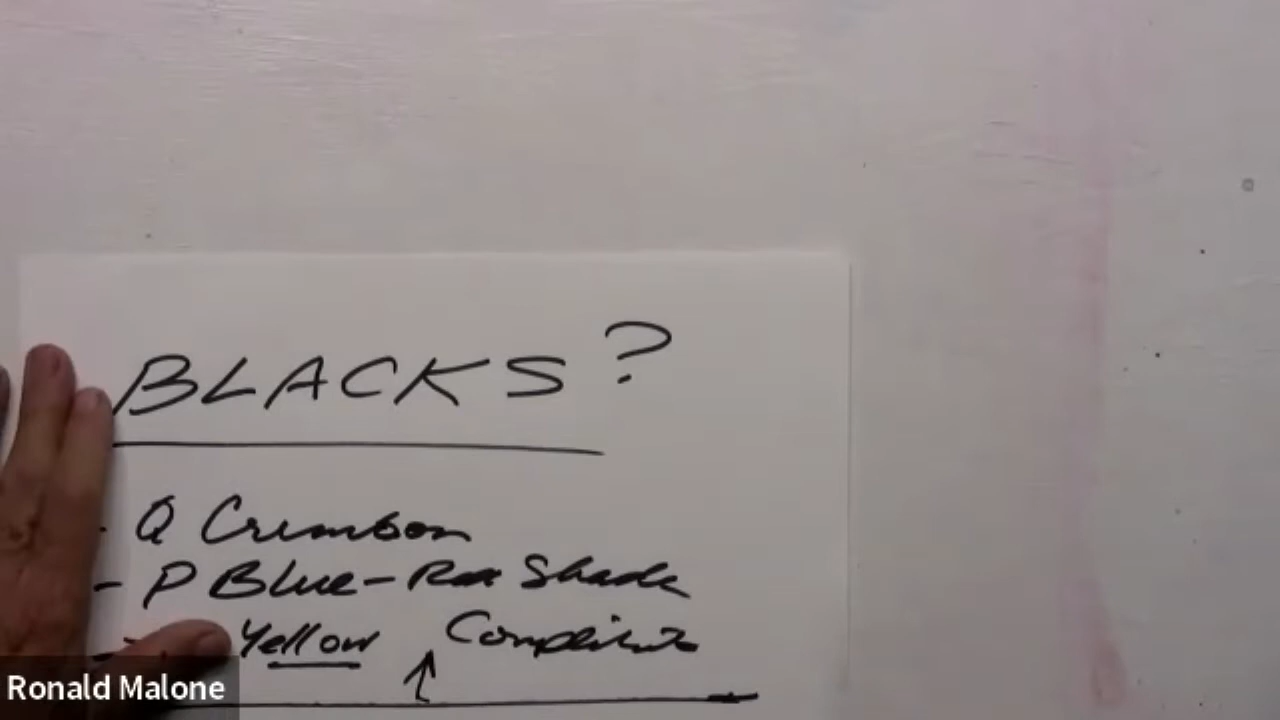 BLACKS?
- Q Crimson
- P Blue - Red Shade
- Yellow
Ronald Malone